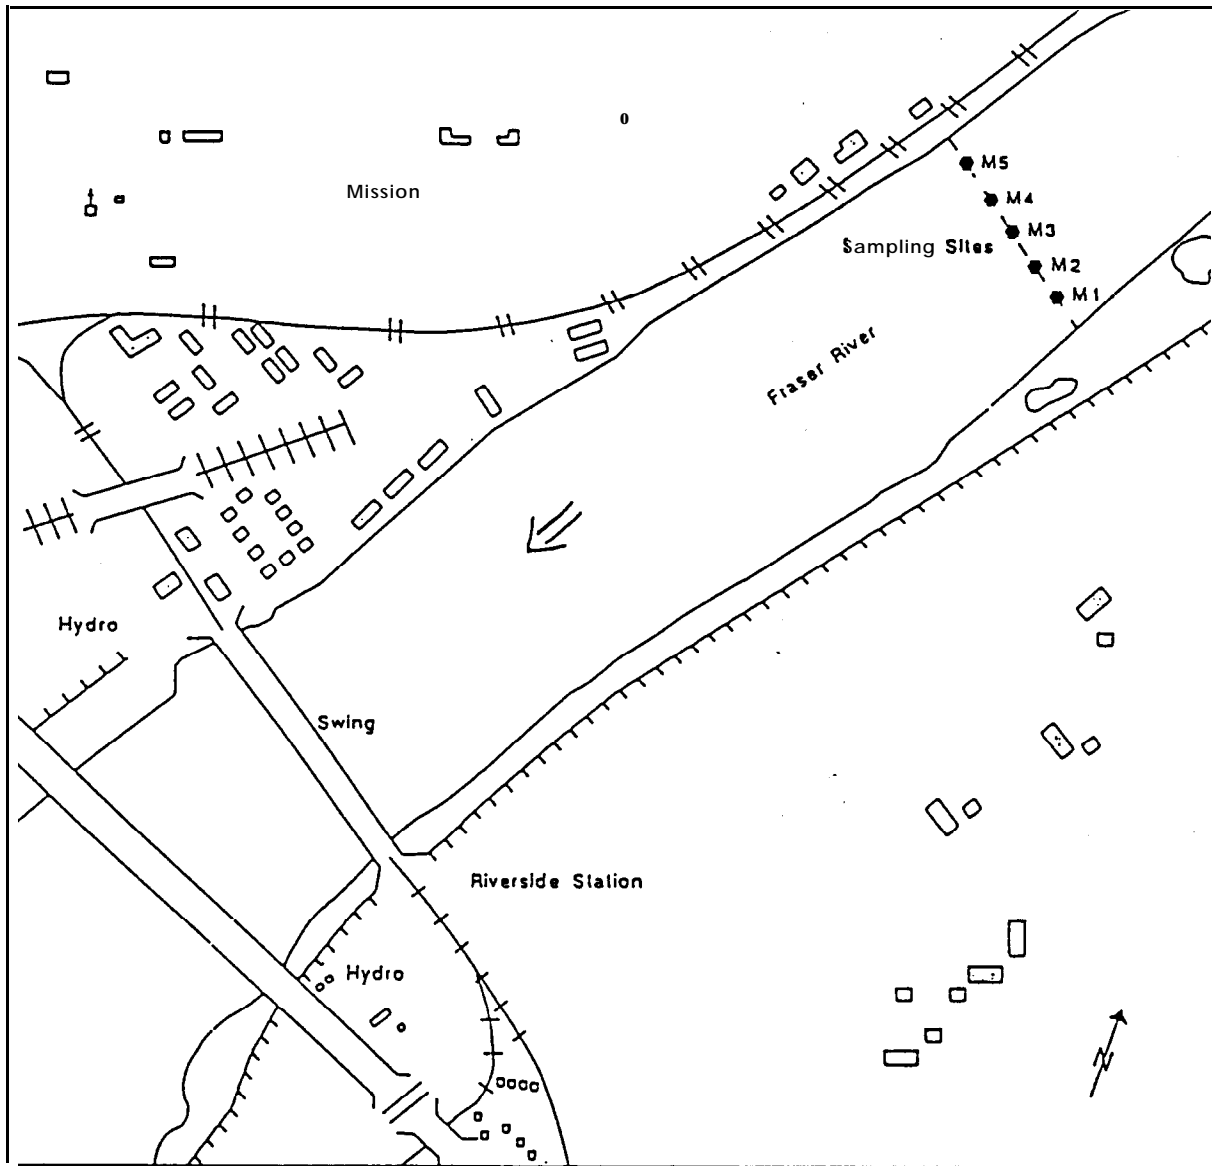 0
Mission
M5
M4
M3
Sampling Sites
M2
M1
Fraser River
Hydro
Swing
Riverside Station
Hydro
N